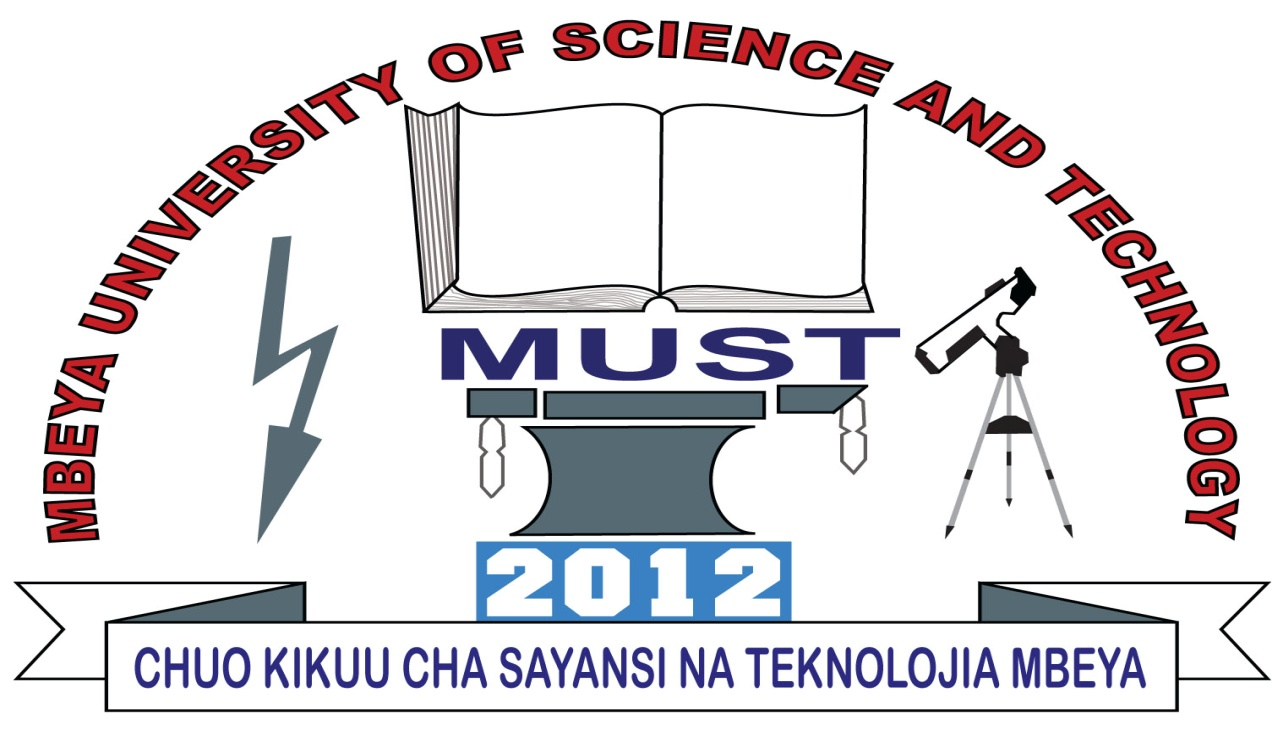 MBEYA UNIVERSITY OF SCIENCE AND TECHNOLOGY
MUST
2012
CHUO KIKUU CHA SAYANSI NA TEKNOLOJIA MBEYA